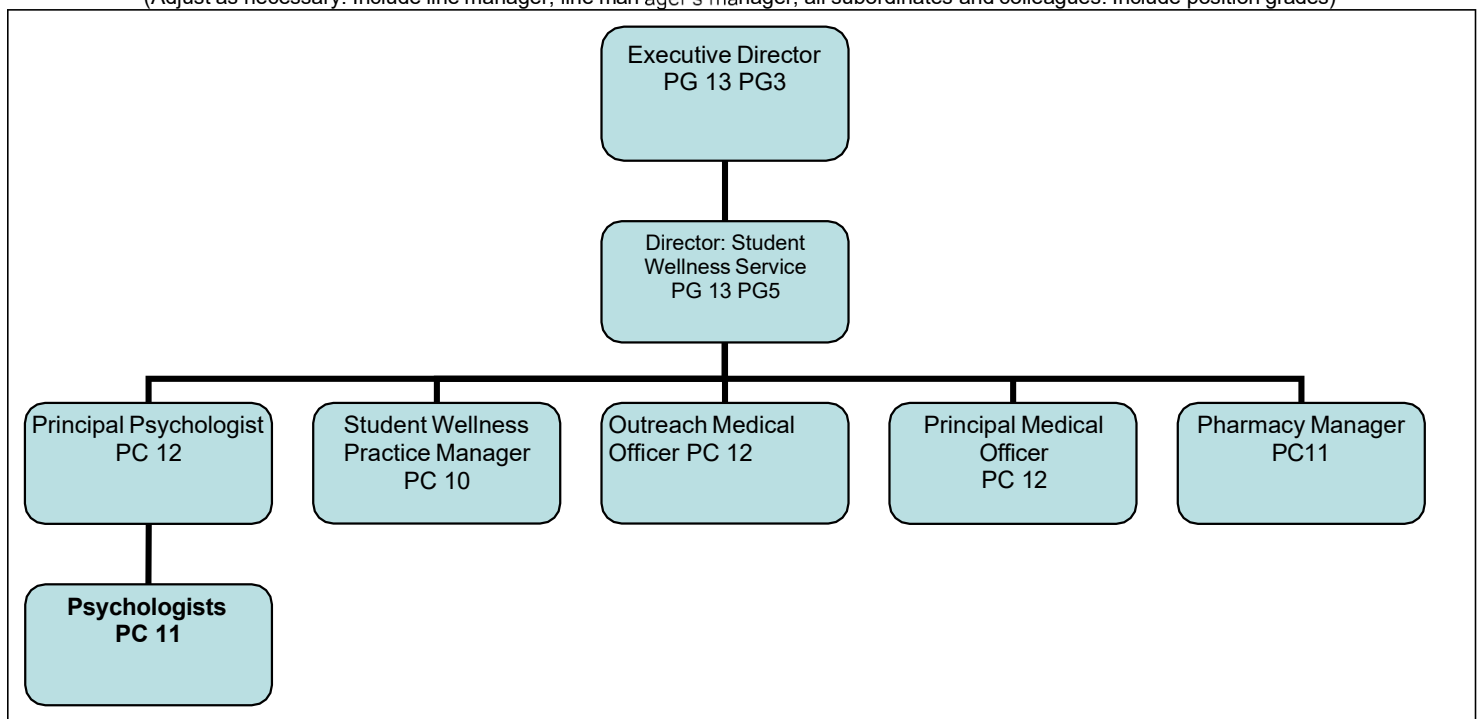 (Adjust as necessary. Include line manager, line manager's manager, all subordinates and colleagues. Include position grades)
Executive Director
PG 13 PG3
Director: Student
Wellness Service
PG 13 PG5
Principal Psychologist
PC 12
Student Wellness
Practice Manager
PC 10
Outreach Medical
Officer PC 12
Principal Medical
Officer
PC 12
Pharmacy Manager
PC11
Psychologists
PC 11